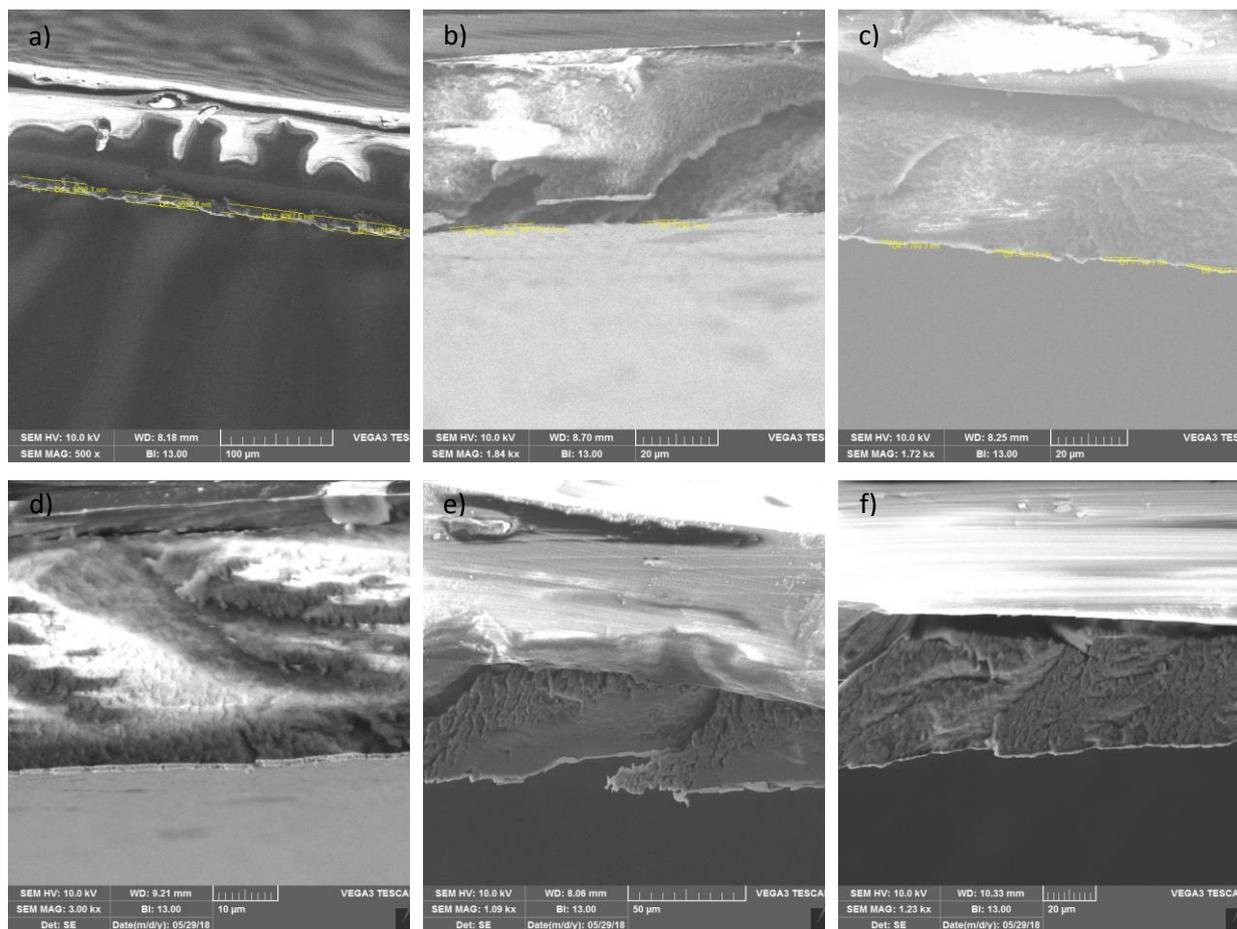 a)
SEM HV: 10.0 kV WD: 8.18 mm VEGA3 TES
SEM MAG: 500 x BI: 13.00 100 µm
b)
SEM HV: 10.0 kV WD: 8.70 mm VEGA3 TES
SEM MAG: 1.84 kx BI: 13.00 20 µm
c)
SEM HV: 10.0 kV WD: 8.25 mm VEGA3 TES
SEM MAG: 1.72 kx BI: 13.00 20 µm
d)
SEM HV: 10.0 kV WD: 9.21 mm VEGA3 TESCA
SEM MAG: 3.00 kx BI: 13.00 10 µm
Det: SE Date(m/d/y): 05/29/18
e)
SEM HV: 10.0 kV WD: 8.06 mm VEGA3 TESCA
SEM MAG: 1.09 kx BI: 13.00 50 µm
Det: SE Date(m/d/y): 05/29/18
f)
SEM HV: 10.0 kV WD: 10.33 mm VEGA3 TESCA
SEM MAG: 1.23 kx BI: 13.00 20 µm
Det: SE Date(m/d/y): 05/29/18